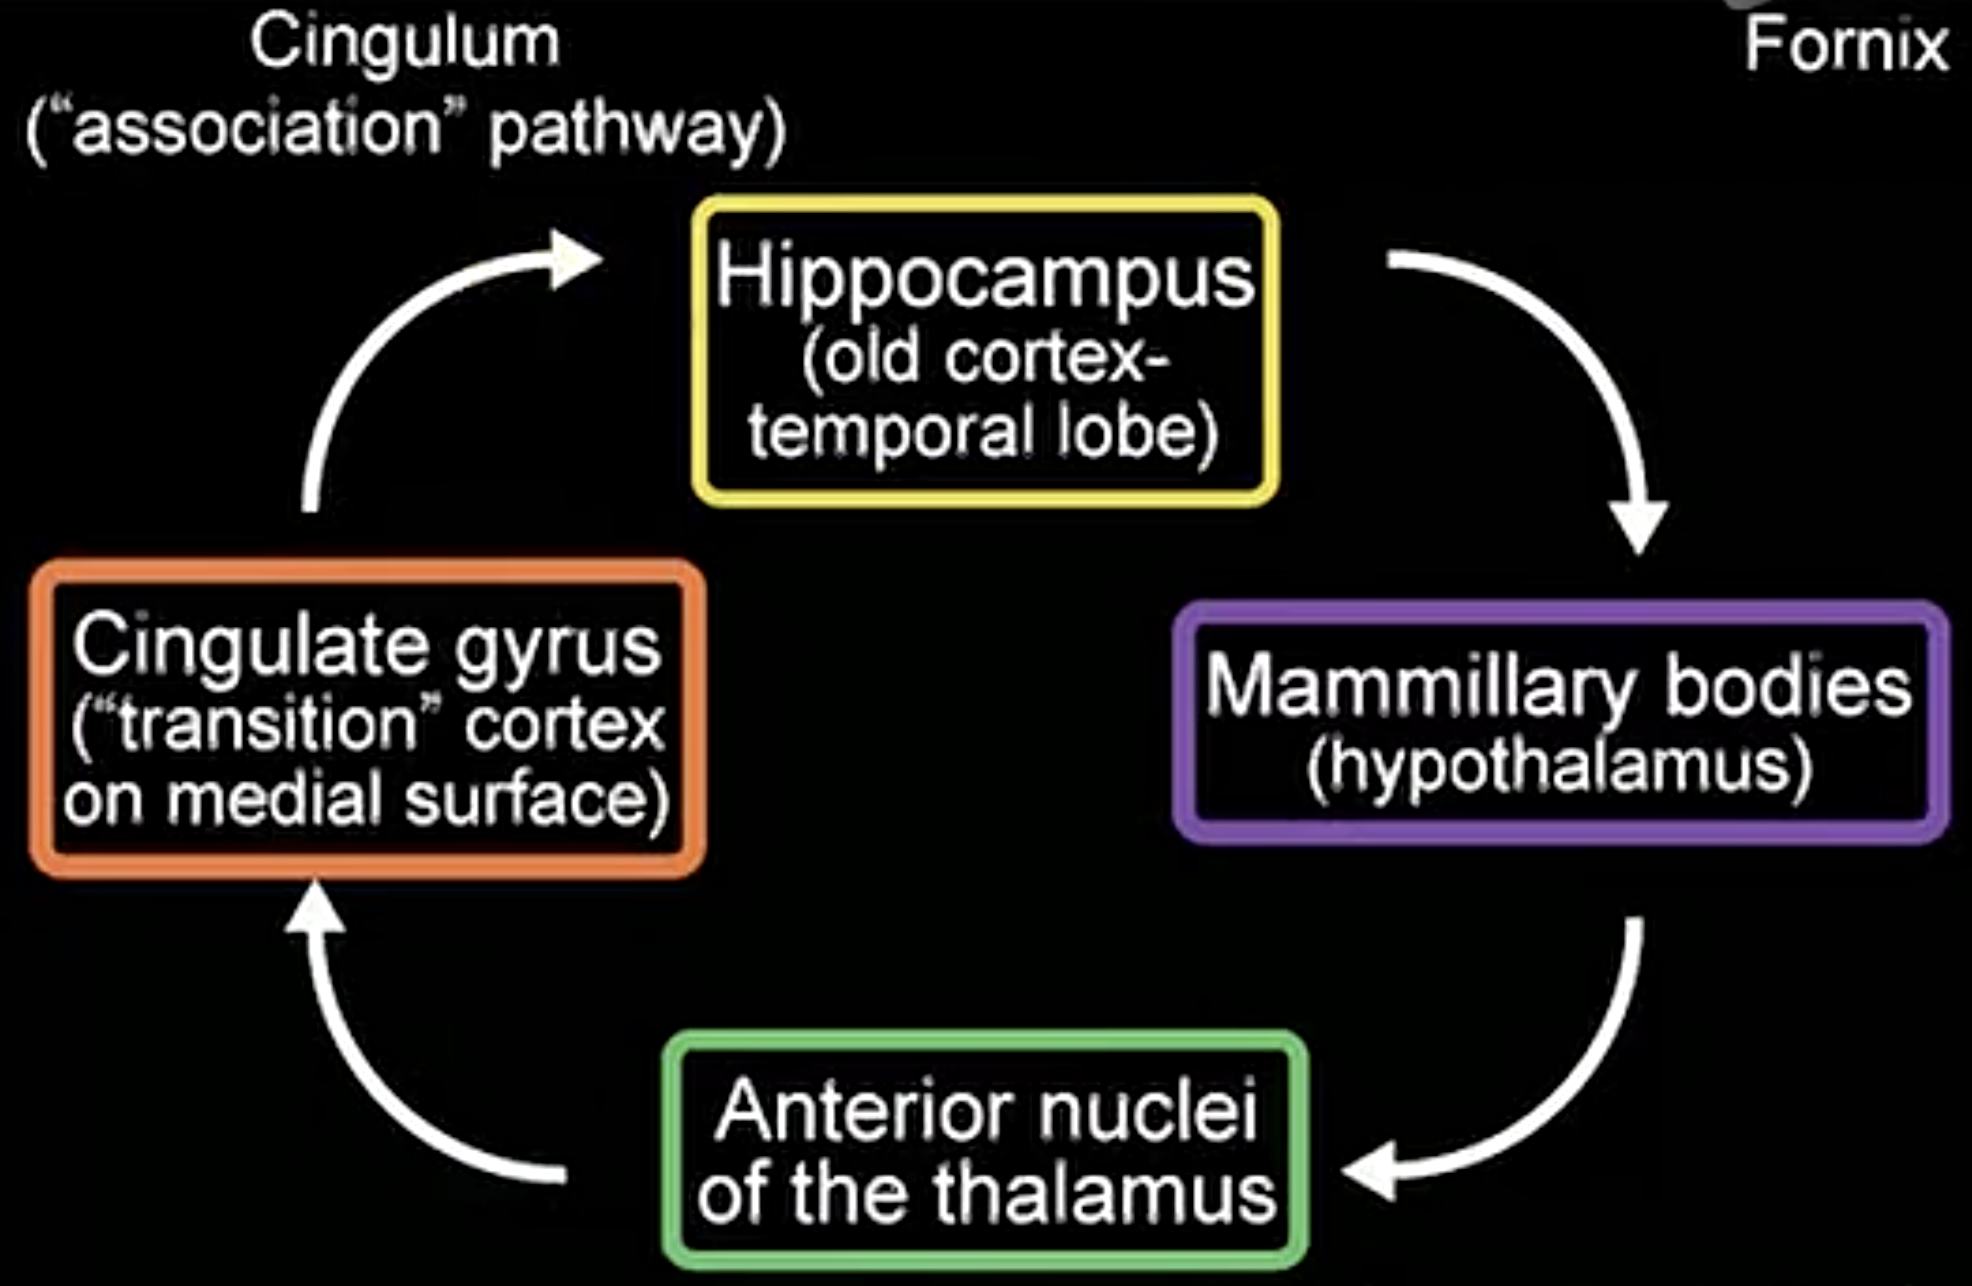 Cingulum
(“association” pathway)
Fornix
Hippocampus
(old cortex-
temporal lobe)
Cingulate gyrus
(“transition” cortex
on medial surface)
Mammillary bodies
(hypothalamus)
Anterior nuclei
of the thalamus